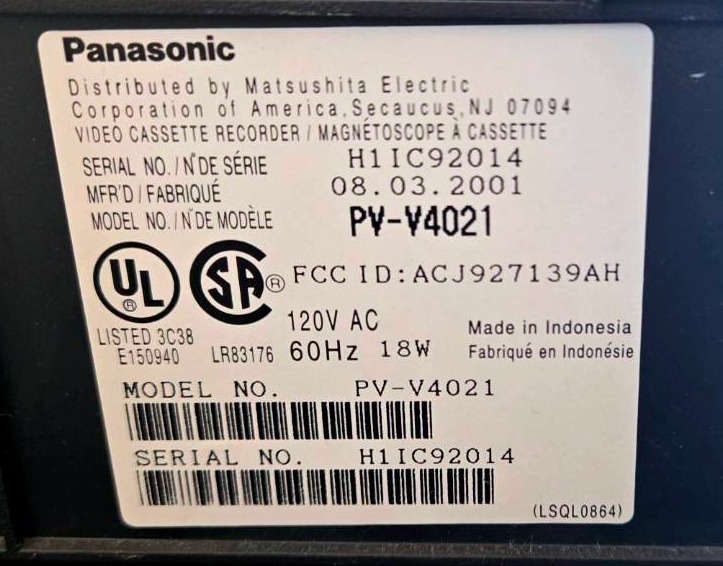 Panasonic
Distributed by Matsushita Electric
Corporation of America, Secaucus, NJ 07094
VIDEO CASSETTE RECORDER / MAGNÉTOSCOPE À CASSETTE
SERIAL NO. / N° DE SÉRIE H1IC92014
MFR'D / FABRIQUÉ 08.03.2001
MODEL NO. / N° DE MODÈLE PV-V4021
UL ® SA ® FCC ID: ACJ927139AH
LISTED 3C38 120V AC Made in Indonesia
E150940 LR83176 60Hz 18W Fabriqué en Indonésie
MODEL NO. PV-V4021
SERIAL NO. H1IC92014
(LSQL0864)